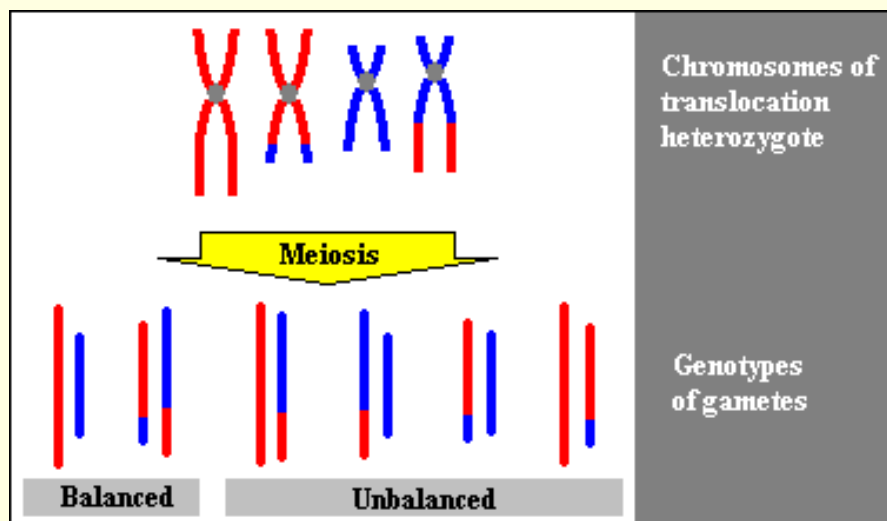 Chromosomes of
translocation
heterozygote
Meiosis
Genotypes
of gametes
Balanced
Unbalanced